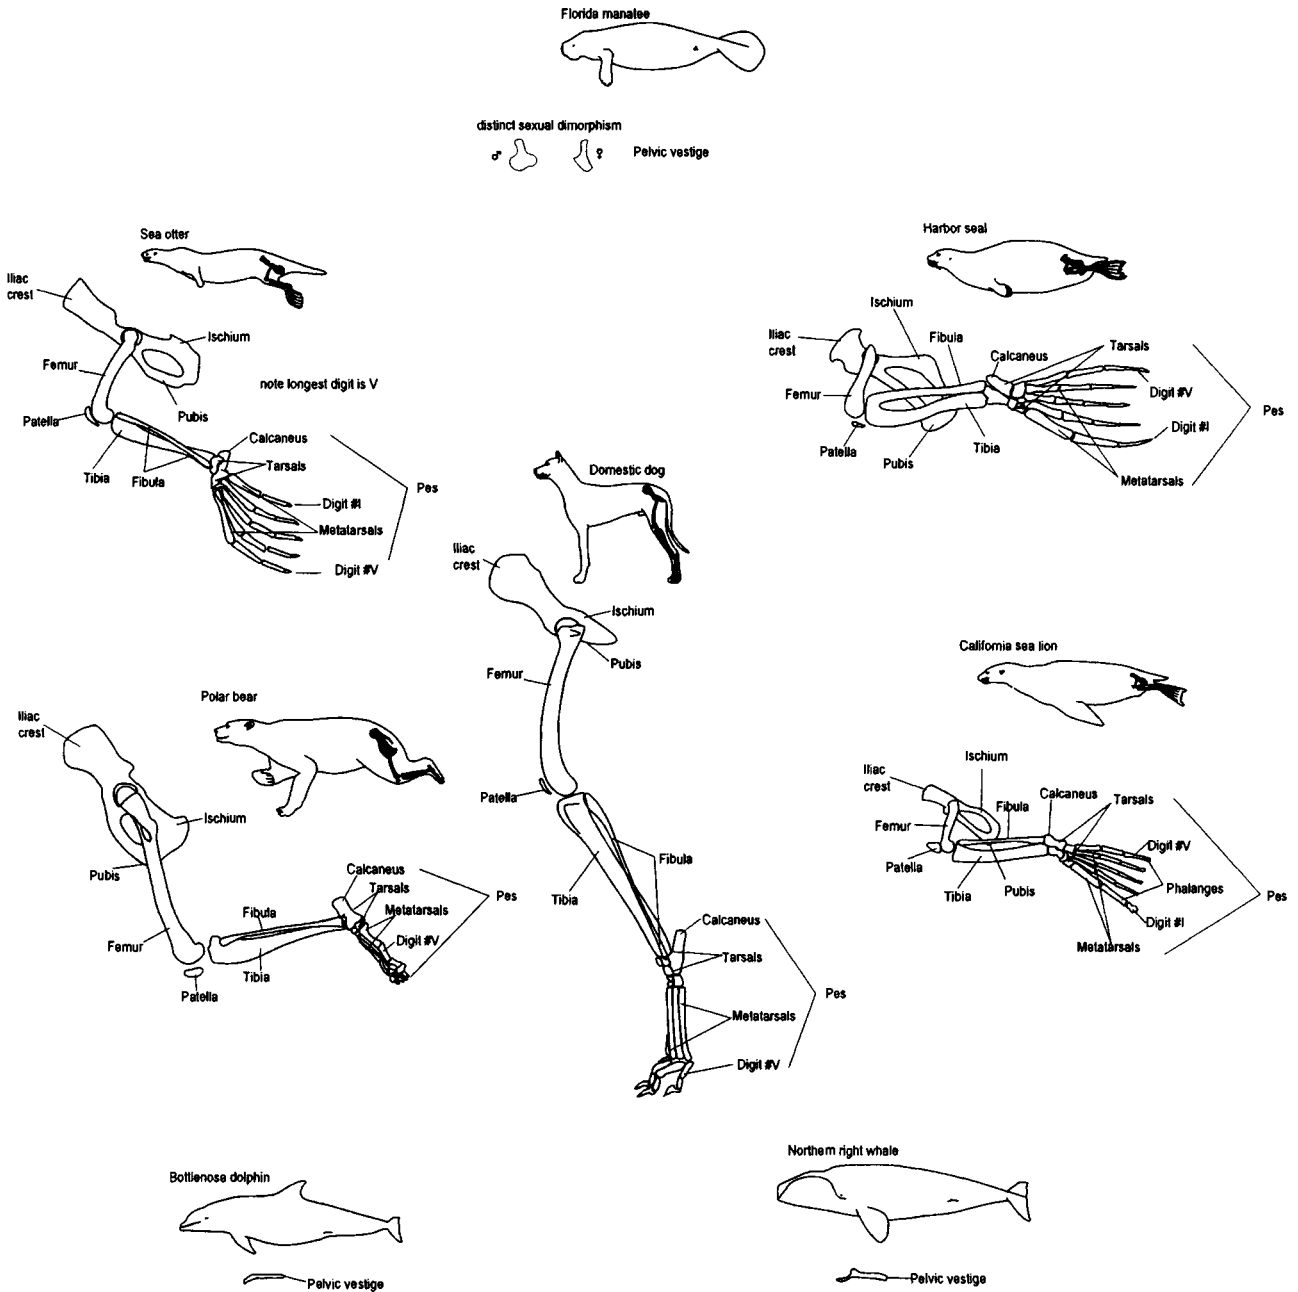 Florida manatee
distinct sexual dimorphism
♂ ♀ Pelvic vestige
Sea otter
Iliac
crest
Ischium
Femur
note longest digit is V
Pubis
Patella
Calcaneus
Tarsals
Tibia
Fibula
Pes
Digit #I
Metatarsals
Digit #V
Harbor seal
Ischium
Iliac
crest
Fibula
Calcaneus
Tarsals
Femur
Digit #V
Pes
Digit #I
Patella
Pubis
Tibia
Metatarsals
Domestic dog
Iliac
crest
Ischium
Pubis
Femur
Patella
Fibula
Tibia
Calcaneus
Tarsals
Pes
Metatarsals
Digit #V
Polar bear
Iliac
crest
Ischium
Pubis
Calcaneus
Tarsals
Pes
Fibula
Metatarsals
Femur
Digit #V
Tibia
Patella
California sea lion
Ischium
Iliac
crest
Calcaneus
Tarsals
Fibula
Femur
Digit #V
Patella
Phalanges
Pes
Tibia
Pubis
Digit #I
Metatarsals
Bottlenose dolphin
Pelvic vestige
Northern right whale
Pelvic vestige